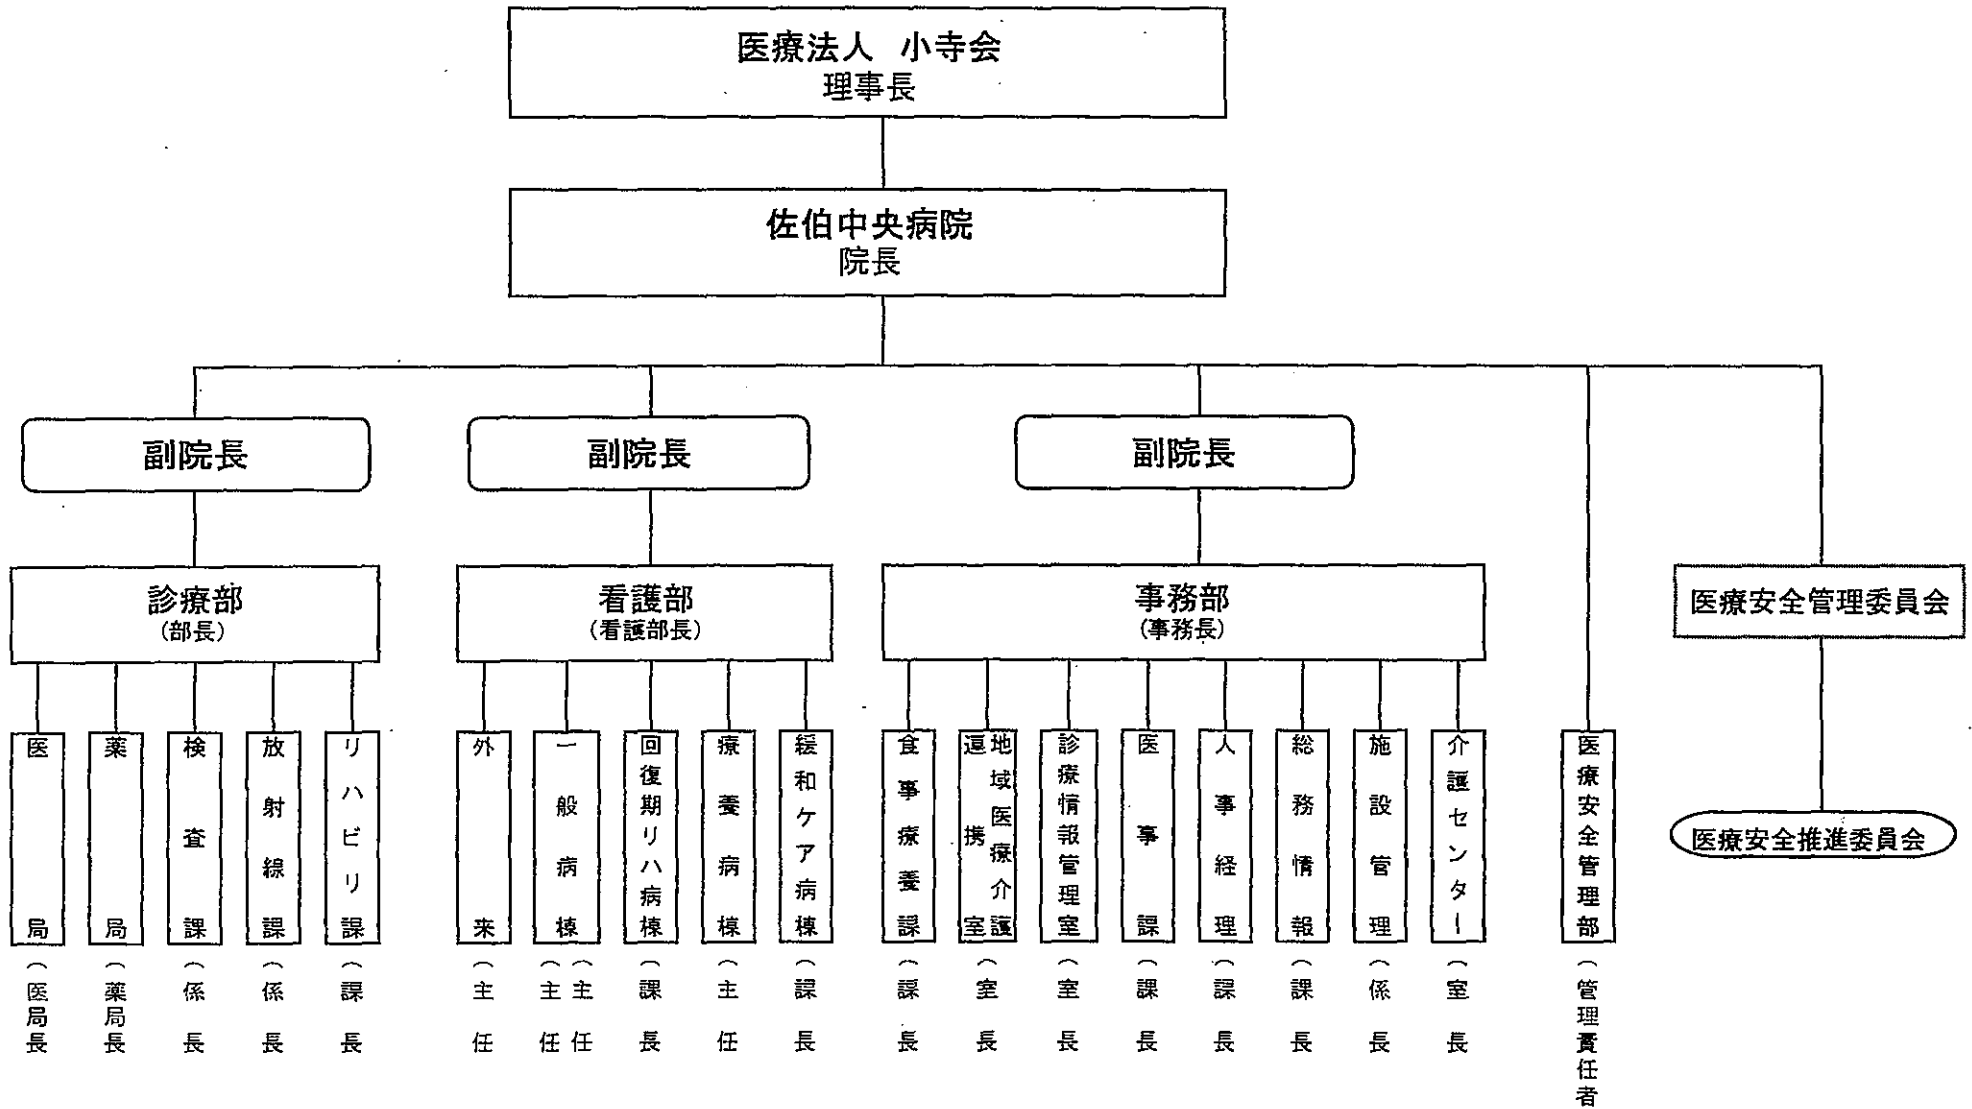 医療法人 小寺会
理事長
佐伯中央病院
院長
副院長
副院長
副院長
診療部
(部長)
看護部
(看護部長)
事務部
(事務長)
医療安全管理委員会
医局
薬局
検査課
放射線課
リハビリ課
外来
一般病棟
回復期リハ病棟
療養病棟
緩和ケア病棟
食事療養課
地域医療介護
連携室
診療情報管理室
医事課
人事経理
総務情報
施設管理
介護センター
医療安全管理部
医療安全推進委員会
(医局長
(薬局長
(係長
(係長
(課長
(主任
(主任
(主任
(課長
(主任
(課長
(課長
(室長
(室長
(課長
(課長
(課長
(係長
(室長
(管理責任者